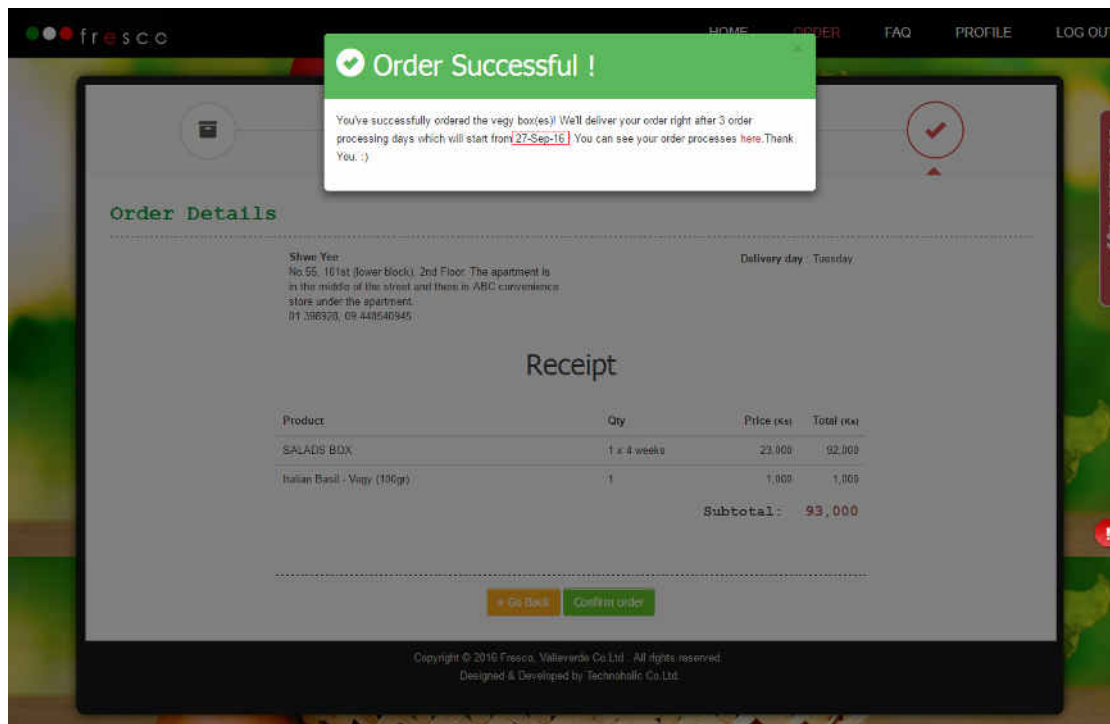 fresco
HOME ORDER FAQ PROFILE LOG OUT
Order Successful !
You've successfully ordered the vegy box(es)! We'll deliver your order right after 3 order
processing days which will start from 27-Sep-16 . You can see your order processes here.Thank
You. :)
Order Details
Shwe Yee
No.55, 161st (lower block), 2nd Floor. The apartment is
in the middle of the street and there is ABC convenience
store under the apartment.
01 398928, 09 448540945
Delivery day : Tuesday
Receipt
Product Qty Price (Ks) Total (Ks)
SALADS BOX 1 x 4 weeks 23,000 92,000
Italian Basil - Vegy (100gr) 1 1,000 1,000
Subtotal: 93,000
« Go Back Confirm order
Copyright © 2016 Fresco, Valleverde Co.Ltd . All rights reserved.
Designed & Developed by Technoholic Co.Ltd.